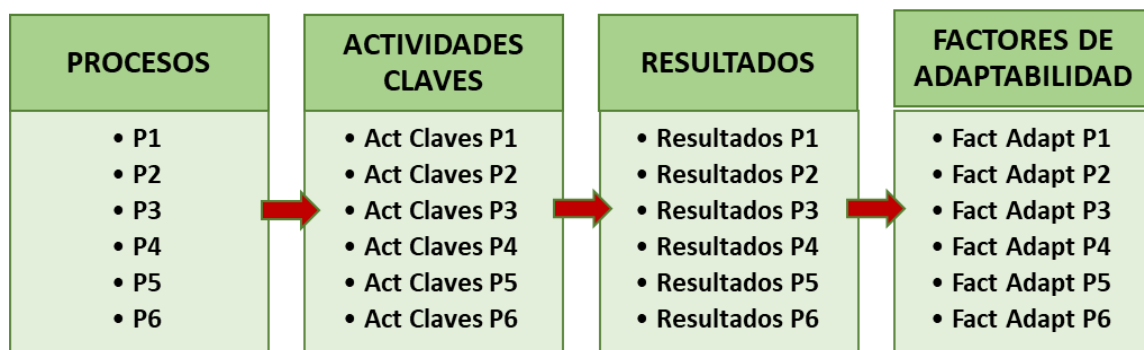 PROCESOS
• P1
• P2
• P3
• P4
• P5
• P6
ACTIVIDADES
CLAVES
• Act Claves P1
• Act Claves P2
• Act Claves P3
• Act Claves P4
• Act Claves P5
• Act Claves P6
RESULTADOS
• Resultados P1
• Resultados P2
• Resultados P3
• Resultados P4
• Resultados P5
• Resultados P6
FACTORES DE
ADAPTABILIDAD
• Fact Adapt P1
• Fact Adapt P2
• Fact Adapt P3
• Fact Adapt P4
• Fact Adapt P5
• Fact Adapt P6